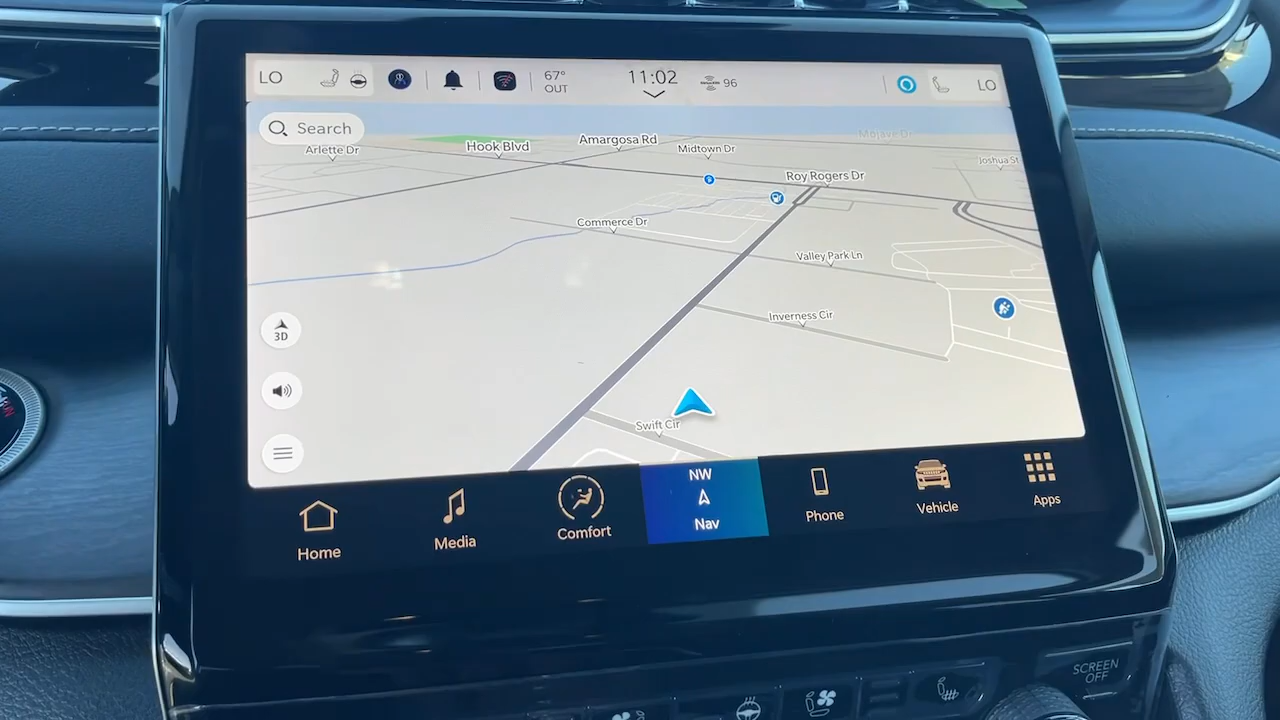 LO
67°
OUT
11:02
96
LO
Search
Arlette Dr
Hook Blvd
Amargosa Rd
Midtown Dr
Mojave Dr
Joshua St
Roy Rogers Dr
Commerce Dr
Valley Park Ln
Inverness Cir
3D
Swift Cir
Home
Media
Comfort
NW
Nav
Phone
Vehicle
Apps
SCREEN
OFF